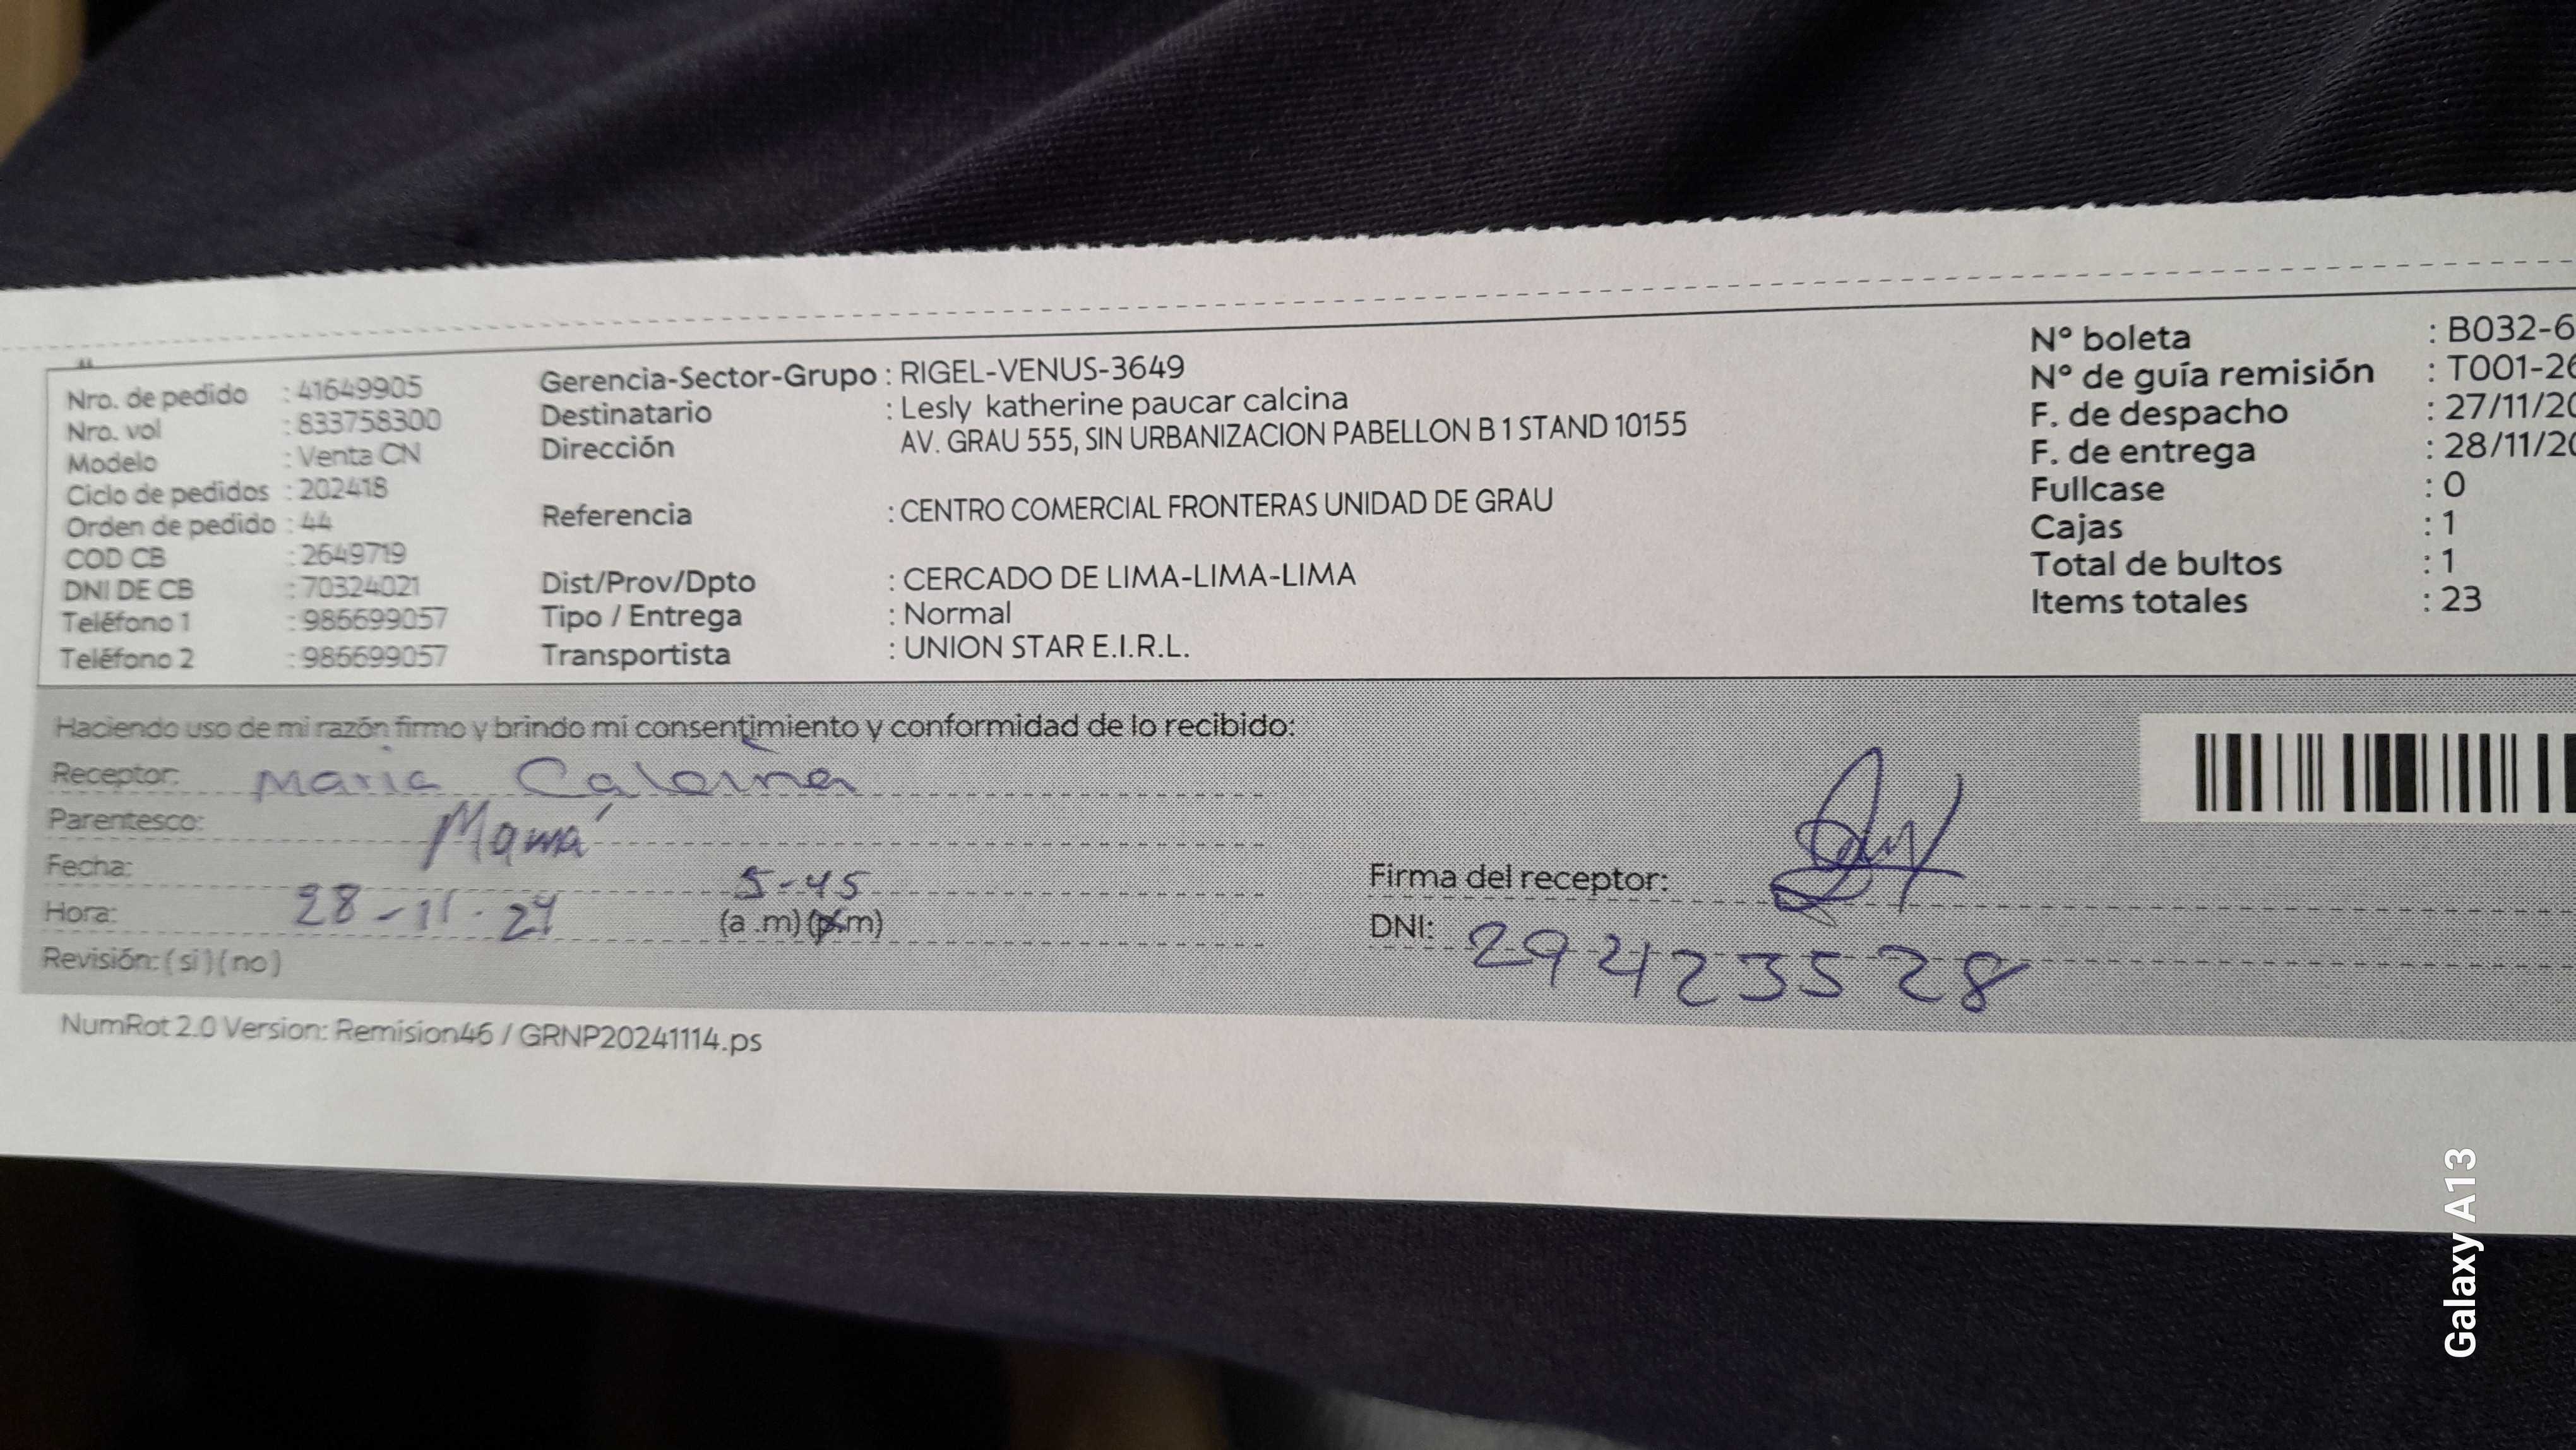 Nro. de pedido : 41649905
Nro. vol : 833758300
Modelo : Venta CN
Ciclo de pedidos : 202418
Orden de pedido : 44
COD CB : 2649719
DNI DE CB : 70324021
Teléfono 1 : 986699057
Teléfono 2 : 986699057
Gerencia-Sector-Grupo : RIGEL-VENUS-3649
Destinatario : Lesly katherine paucar calcina
Dirección AV. GRAU 555, SIN URBANIZACION PABELLON B 1 STAND 10155
Referencia : CENTRO COMERCIAL FRONTERAS UNIDAD DE GRAU
Dist/Prov/Dpto : CERCADO DE LIMA-LIMA-LIMA
Tipo / Entrega : Normal
Transportista : UNION STAR E.I.R.L.
Nº boleta : B032-6
Nº de guía remisión : T001-26
F. de despacho : 27/11/20
F. de entrega : 28/11/20
Fullcase : 0
Cajas : 1
Total de bultos : 1
Items totales : 23
Haciendo uso de mi razón firmo y brindo mi consentimiento y conformidad de lo recibido:
Receptor: Maria Calcina
Parentesco: Mamá
Fecha: 5-45
Hora: 28-11-24 (a .m)(p.m)
Revisión: ( si ) ( no )
Firma del receptor:
DNI: 29423528
NumRot 2.0 Version: Remision46 / GRNP20241114.ps
Galaxy A13